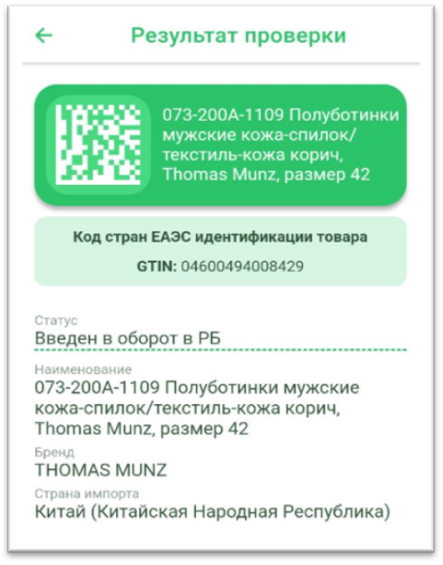 Результат проверки
073-200А-1109 Полуботинки
мужские кожа-спилок/
текстиль-кожа корич,
Thomas Munz, размер 42
Код стран ЕАЭС идентификации товара
GTIN: 04600494008429
Статус
Введен в оборот в РБ
Наименование
073-200А-1109 Полуботинки мужские
кожа-спилок/текстиль-кожа корич,
Thomas Munz, размер 42
Бренд
THOMAS MUNZ
Страна импорта
Китай (Китайская Народная Республика)